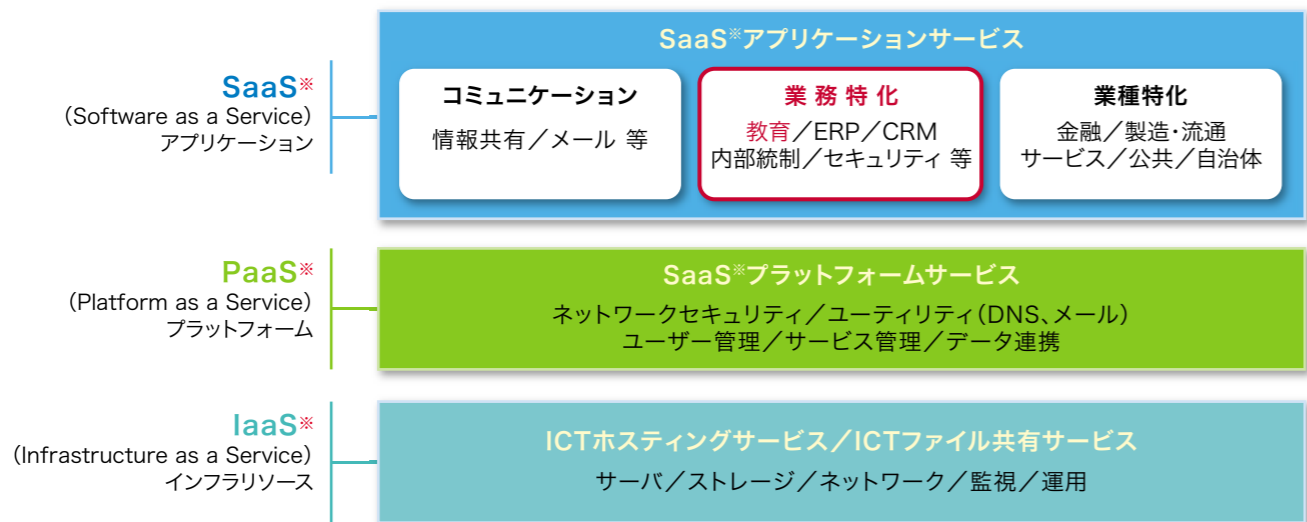 SaaS※
(Software as a Service)
アプリケーション
SaaS※アプリケーションサービス
コミュニケーション
情報共有／メール 等
業務特化
教育／ERP／CRM
内部統制／セキュリティ 等
業種特化
金融／製造・流通
サービス／公共／自治体
PaaS※
(Platform as a Service)
プラットフォーム
SaaS※プラットフォームサービス
ネットワークセキュリティ／ユーティリティ(DNS、メール)
ユーザー管理／サービス管理／データ連携
IaaS※
(Infrastructure as a Service)
インフラリソース
ICTホスティングサービス／ICTファイル共有サービス
サーバ／ストレージ／ネットワーク／監視／運用